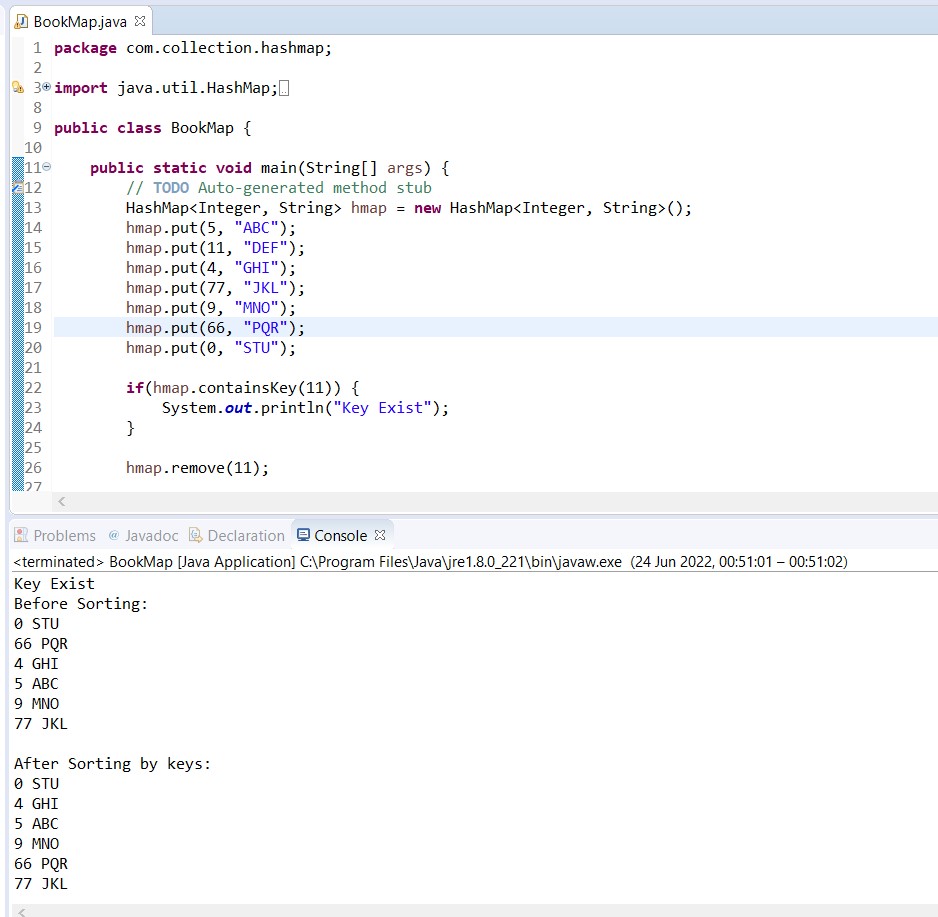 BookMap.java
1 package com.collection.hashmap;
2
3 import java.util.HashMap;
8
9 public class BookMap {
10
11 public static void main(String[] args) {
12 // TODO Auto-generated method stub
13 HashMap<Integer, String> hmap = new HashMap<Integer, String>();
14 hmap.put(5, "ABC");
15 hmap.put(11, "DEF");
16 hmap.put(4, "GHI");
17 hmap.put(77, "JKL");
18 hmap.put(9, "MNO");
19 hmap.put(66, "PQR");
20 hmap.put(0, "STU");
21
22 if(hmap.containsKey(11)) {
23 System.out.println("Key Exist");
24 }
25
26 hmap.remove(11);
27
Problems @ Javadoc Declaration Console
<terminated> BookMap [Java Application] C:\Program Files\Java\jre1.8.0_221\bin\javaw.exe (24 Jun 2022, 00:51:01 – 00:51:02)
Key Exist
Before Sorting:
0 STU
66 PQR
4 GHI
5 ABC
9 MNO
77 JKL
After Sorting by keys:
0 STU
4 GHI
5 ABC
9 MNO
66 PQR
77 JKL